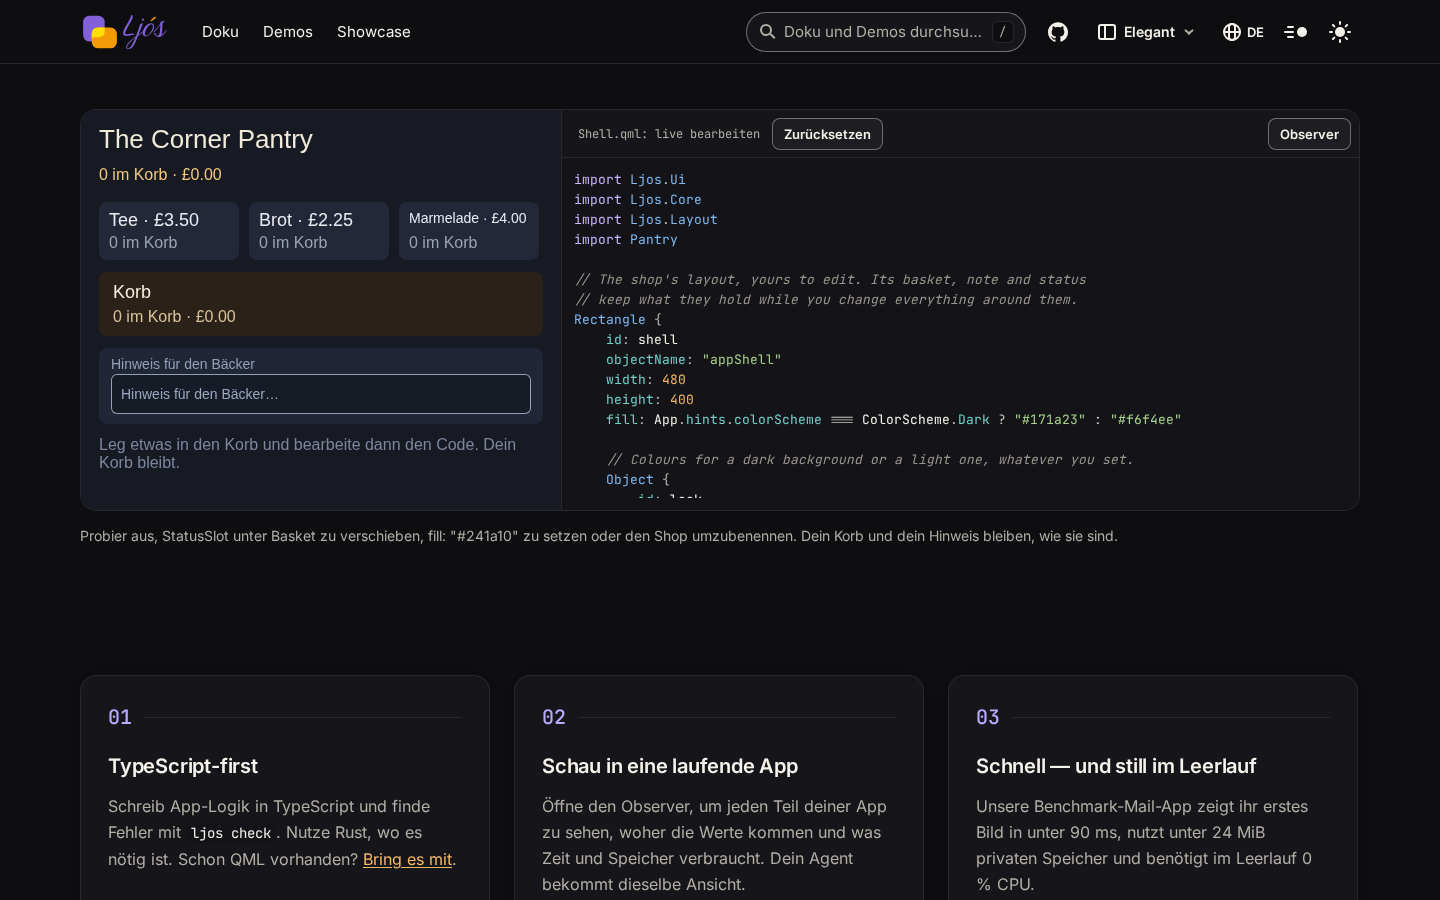 Ljós
Doku
Demos
Showcase
Doku und Demos durchsu...
/
Elegant
DE
The Corner Pantry
0 im Korb · £0.00
Tee · £3.50
0 im Korb
Brot · £2.25
0 im Korb
Marmelade · £4.00
0 im Korb
Korb
0 im Korb · £0.00
Hinweis für den Bäcker
Hinweis für den Bäcker…
Leg etwas in den Korb und bearbeite dann den Code. Dein
Korb bleibt.
Shell.qml: live bearbeiten
Zurücksetzen
Observer
import Ljos.Ui
import Ljos.Core
import Ljos.Layout
import Pantry
// The shop's layout, yours to edit. Its basket, note and status
// keep what they hold while you change everything around them.
Rectangle {
id: shell
objectName: "appShell"
width: 480
height: 400
fill: App.hints.colorScheme === ColorScheme.Dark ? "#171a23" : "#f6f4ee"
// Colours for a dark background or a light one, whatever you set.
Object {
id: look
Probier aus, StatusSlot unter Basket zu verschieben, fill: "#241a10" zu setzen oder den Shop umzubenennen. Dein Korb und dein Hinweis bleiben, wie sie sind.
01
TypeScript-first
Schreib App-Logik in TypeScript und finde
Fehler mit ljos check. Nutze Rust, wo es
nötig ist. Schon QML vorhanden? Bring es mit.
02
Schau in eine laufende App
Öffne den Observer, um jeden Teil deiner App
zu sehen, woher die Werte kommen und was
Zeit und Speicher verbraucht. Dein Agent
bekommt dieselbe Ansicht.
03
Schnell — und still im Leerlauf
Unsere Benchmark-Mail-App zeigt ihr erstes
Bild in unter 90 ms, nutzt unter 24 MiB
privaten Speicher und benötigt im Leerlauf 0
% CPU.